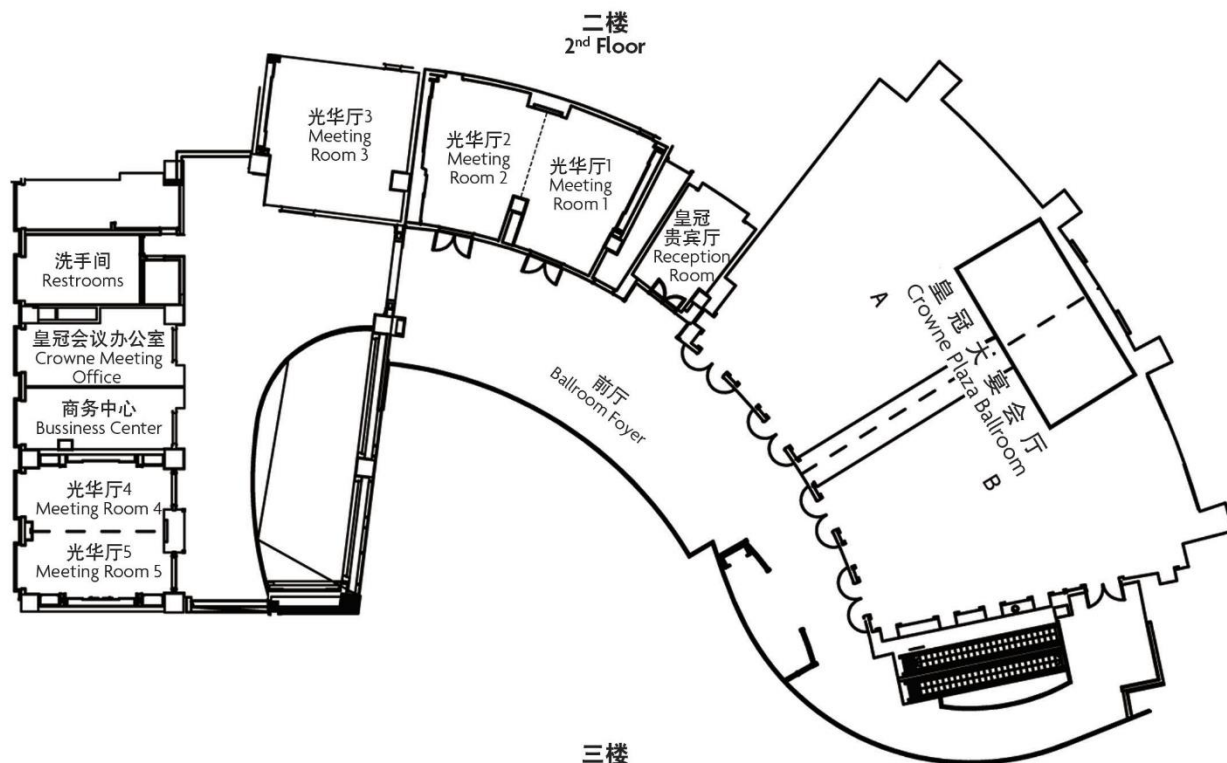 二楼
2nd Floor
光华厅3
Meeting
Room 3
光华厅2
Meeting
Room 2
光华厅1
Meeting
Room 1
皇冠
贵宾厅
Reception
Room
洗手间
Restrooms
皇冠会议办公室
Crowne Meeting
Office
商务中心
Bussiness Center
光华厅4
Meeting Room 4
光华厅5
Meeting Room 5
前厅
Ballroom Foyer
A
皇冠大宴会厅
Crowne Plaza Ballroom
B
三楼